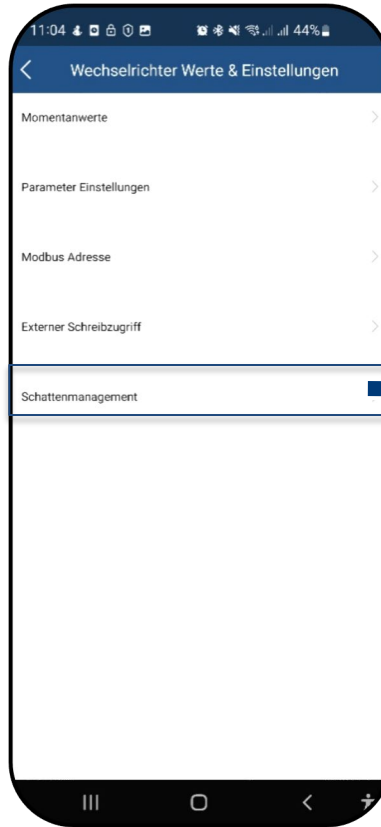 11:04 44%
Wechselrichter Werte & Einstellungen
Momentanwerte
Parameter Einstellungen
Modbus Adresse
Externer Schreibzugriff
Schattenmanagement